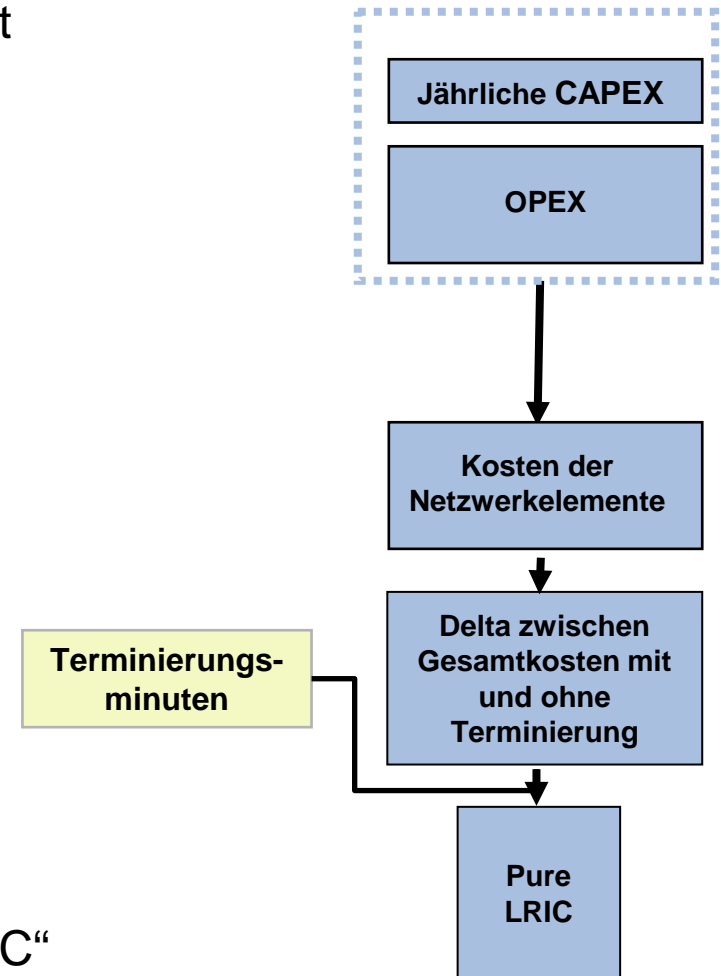 t
Jährliche CAPEX
OPEX
Kosten der
Netzwerkelemente
Delta zwischen
Gesamtkosten mit
und ohne
Terminierung
Terminierungs-
minuten
Pure
LRIC
C“